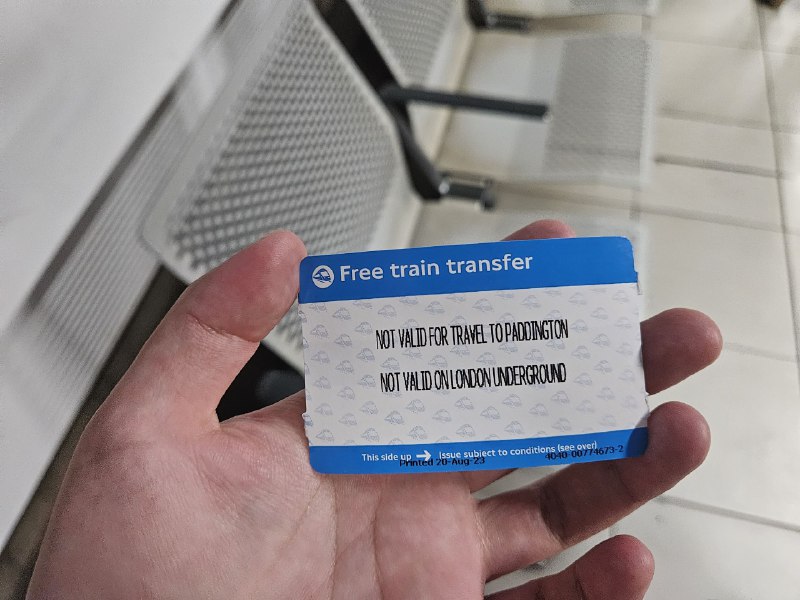 Free train transfer
NOT VALID FOR TRAVEL TO PADDINGTON
NOT VALID ON LONDON UNDERGROUND
This side up → Issue subject to conditions (see over)
Printed 20-Aug-23 4040-00774673-2